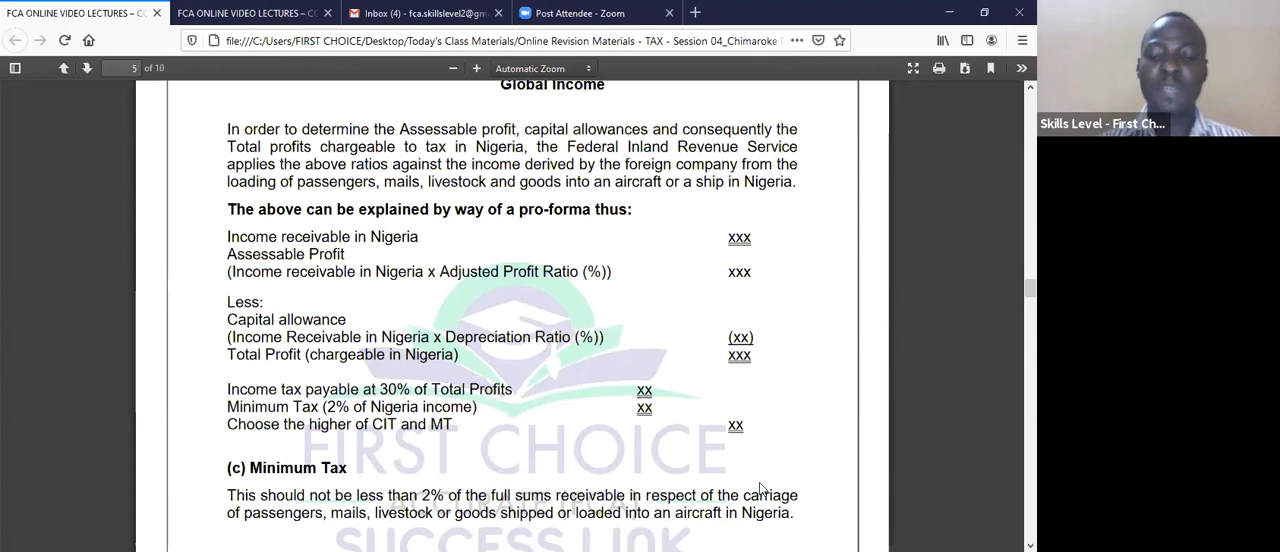 FCA ONLINE VIDEO LECTURES – CC
FCA ONLINE VIDEO LECTURES – CC
Inbox (4) - fca.skillslevel2@gm
Post Attendee - Zoom
file:///C:/Users/FIRST CHOICE/Desktop/Today's Class Materials/Online Revision Materials - TAX - Session 04_Chimaroke
5 of 10
Automatic Zoom
Skills Level - First Ch...
Global Income
In order to determine the Assessable profit, capital allowances and consequently the
Total profits chargeable to tax in Nigeria, the Federal Inland Revenue Service
applies the above ratios against the income derived by the foreign company from the
loading of passengers, mails, livestock and goods into an aircraft or a ship in Nigeria.
The above can be explained by way of a pro-forma thus:
Income receivable in Nigeria xxx
Assessable Profit
(Income receivable in Nigeria x Adjusted Profit Ratio (%)) xxx
Less:
Capital allowance
(Income Receivable in Nigeria x Depreciation Ratio (%)) (xx)
Total Profit (chargeable in Nigeria) xxx
Income tax payable at 30% of Total Profits xx
Minimum Tax (2% of Nigeria income) xx
Choose the higher of CIT and MT xx
FIRST CHOICE
(c) Minimum Tax
This should not be less than 2% of the full sums receivable in respect of the carriage
of passengers, mails, livestock or goods shipped or loaded into an aircraft in Nigeria.
SUCCESS LINK